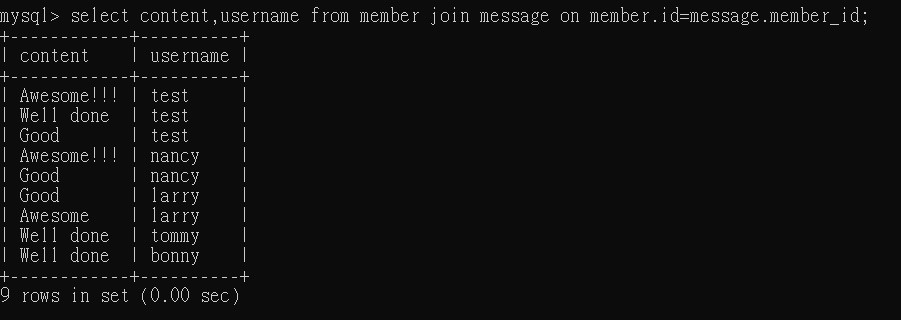 mysql> select content,username from member join message on member.id=message.member_id;
+------------+----------+
| content    | username |
+------------+----------+
| Awesome!!! | test     |
| Well done  | test     |
| Good       | test     |
| Awesome!!! | nancy    |
| Good       | nancy    |
| Good       | larry    |
| Awesome    | larry    |
| Well done  | tommy    |
| Well done  | bonny    |
+------------+----------+
9 rows in set (0.00 sec)